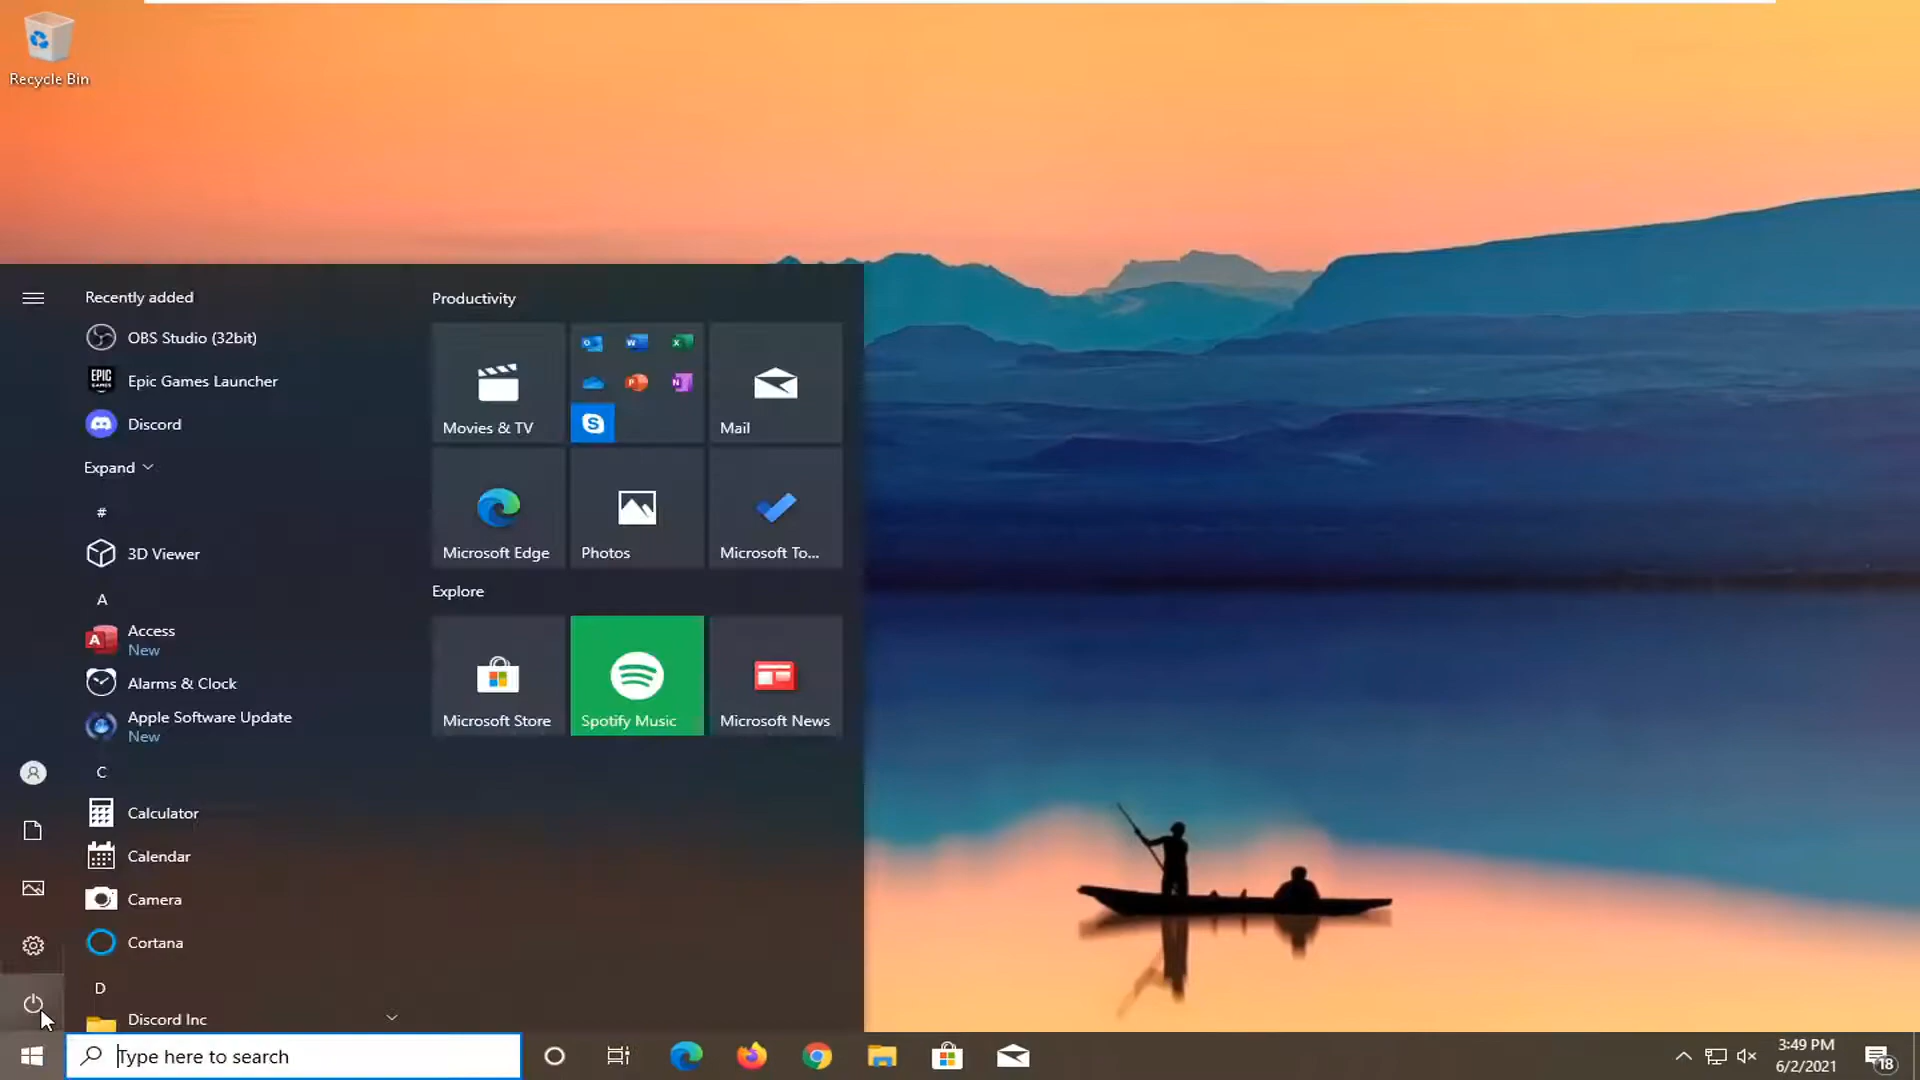 Recycle Bin
Recently added
OBS Studio (32bit)
EPIC
GAMES
Epic Games Launcher
Discord
Expand
#
3D Viewer
A
A
Access
New
Alarms & Clock
Apple Software Update
New
C
Calculator
Calendar
Camera
Cortana
D
Discord Inc
Productivity
Movies & TV
O
W
X
P
N
S
Mail
Microsoft Edge
Photos
Microsoft To...
Explore
Microsoft Store
Spotify Music
Microsoft News
Type here to search
3:49 PM
6/2/2021
18